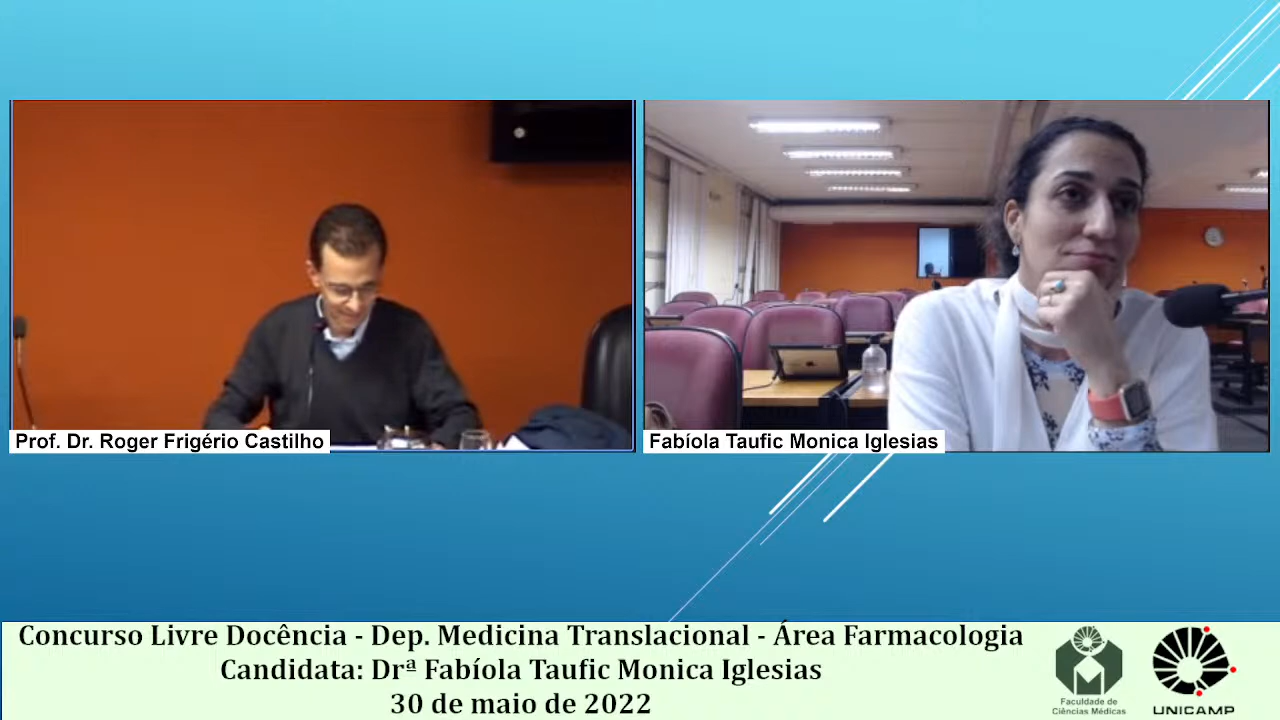 Prof. Dr. Roger Frigério Castilho
Fabíola Taufic Monica Iglesias
Concurso Livre Docência - Dep. Medicina Translacional - Área Farmacologia
Candidata: Drª Fabíola Taufic Monica Iglesias
30 de maio de 2022
Faculdade de
Ciências Médicas
UNICAMP